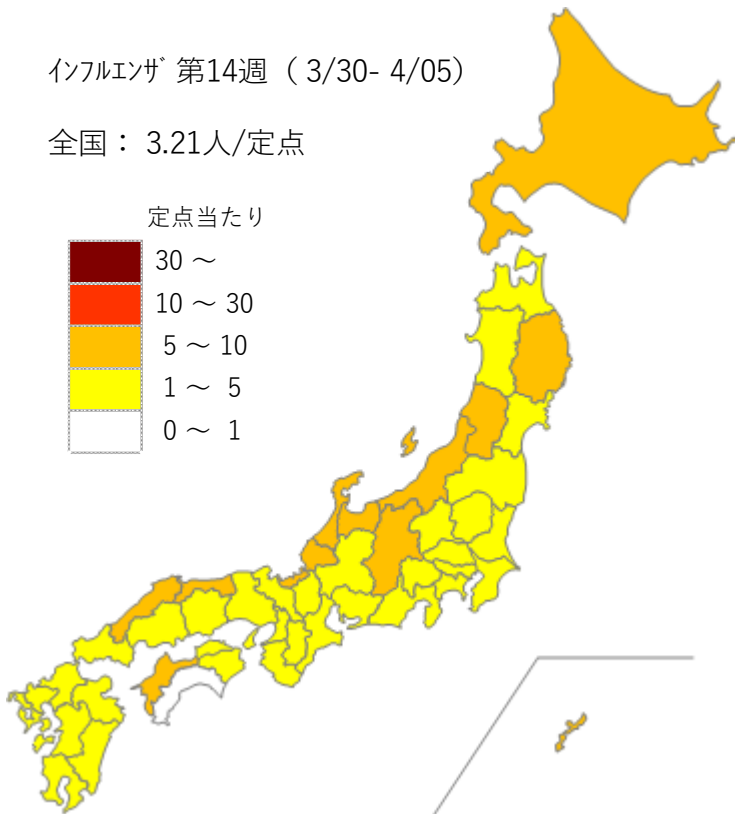 ｲﾝﾌﾙｴﾝｻﾞ 第14週 （ 3/30- 4/05）
全国： 3.21人/定点
定点当たり
30 ～
10 ～ 30
5 ～ 10
1 ～ 5
0 ～ 1